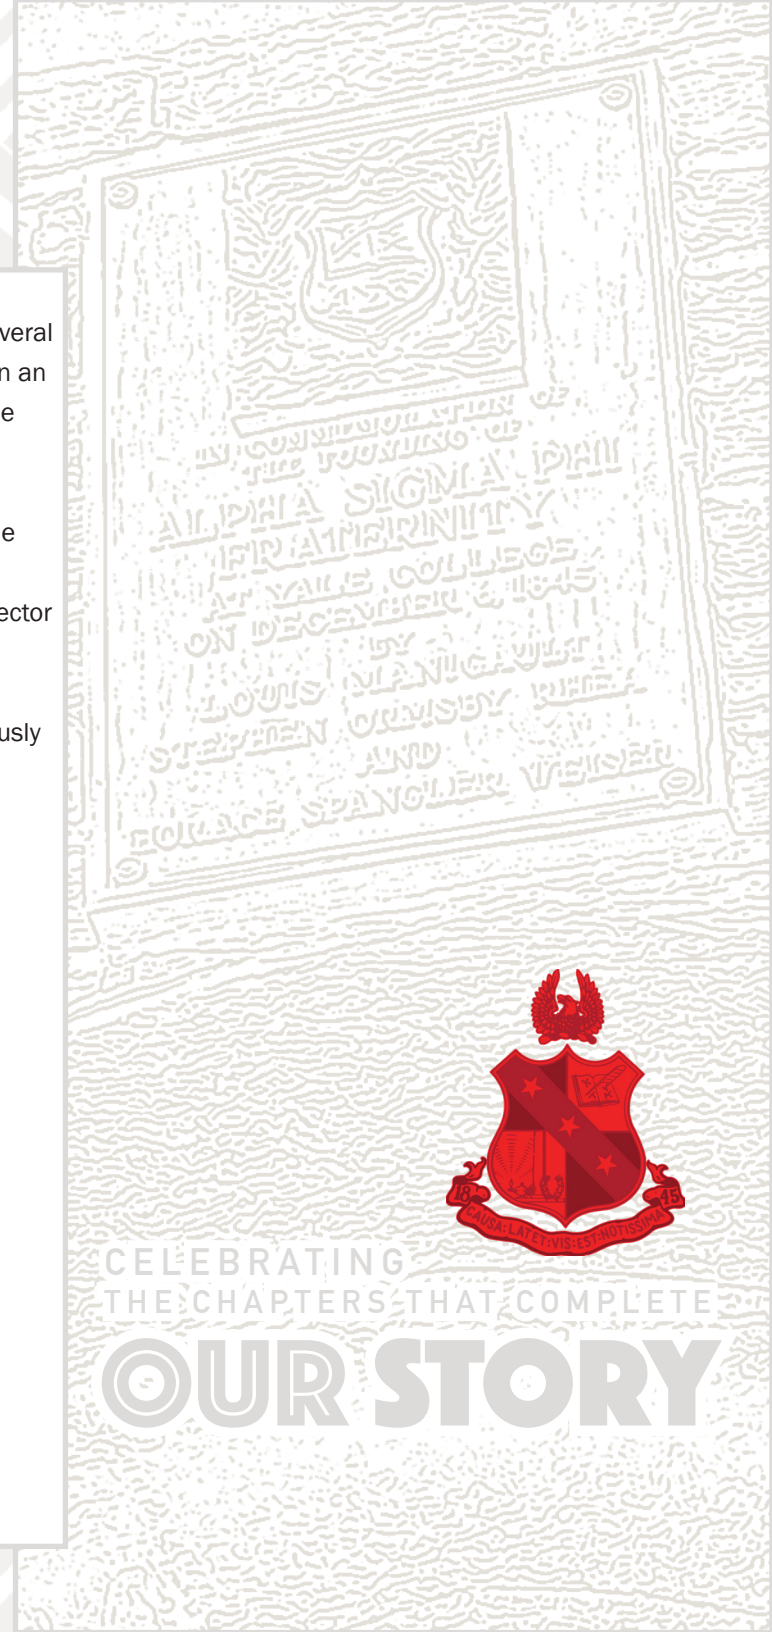 veral
n an
e
e
ector
usly
IN COMMEMORATION OF
THE FOUNDING OF
ALPHA SIGMA PHI
FRATERNITY
AT YALE COLLEGE
ON DECEMBER 6, 1845
BY
LOUIS MANIGAULT
STEPHEN ORMSBY RHEA
AND
HORACE SPANGLER WEISER
18 45
CAUSA:LATET:VIS:EST:NOTISSIMA
CELEBRATING
THE CHAPTERS THAT COMPLETE
OUR STORY